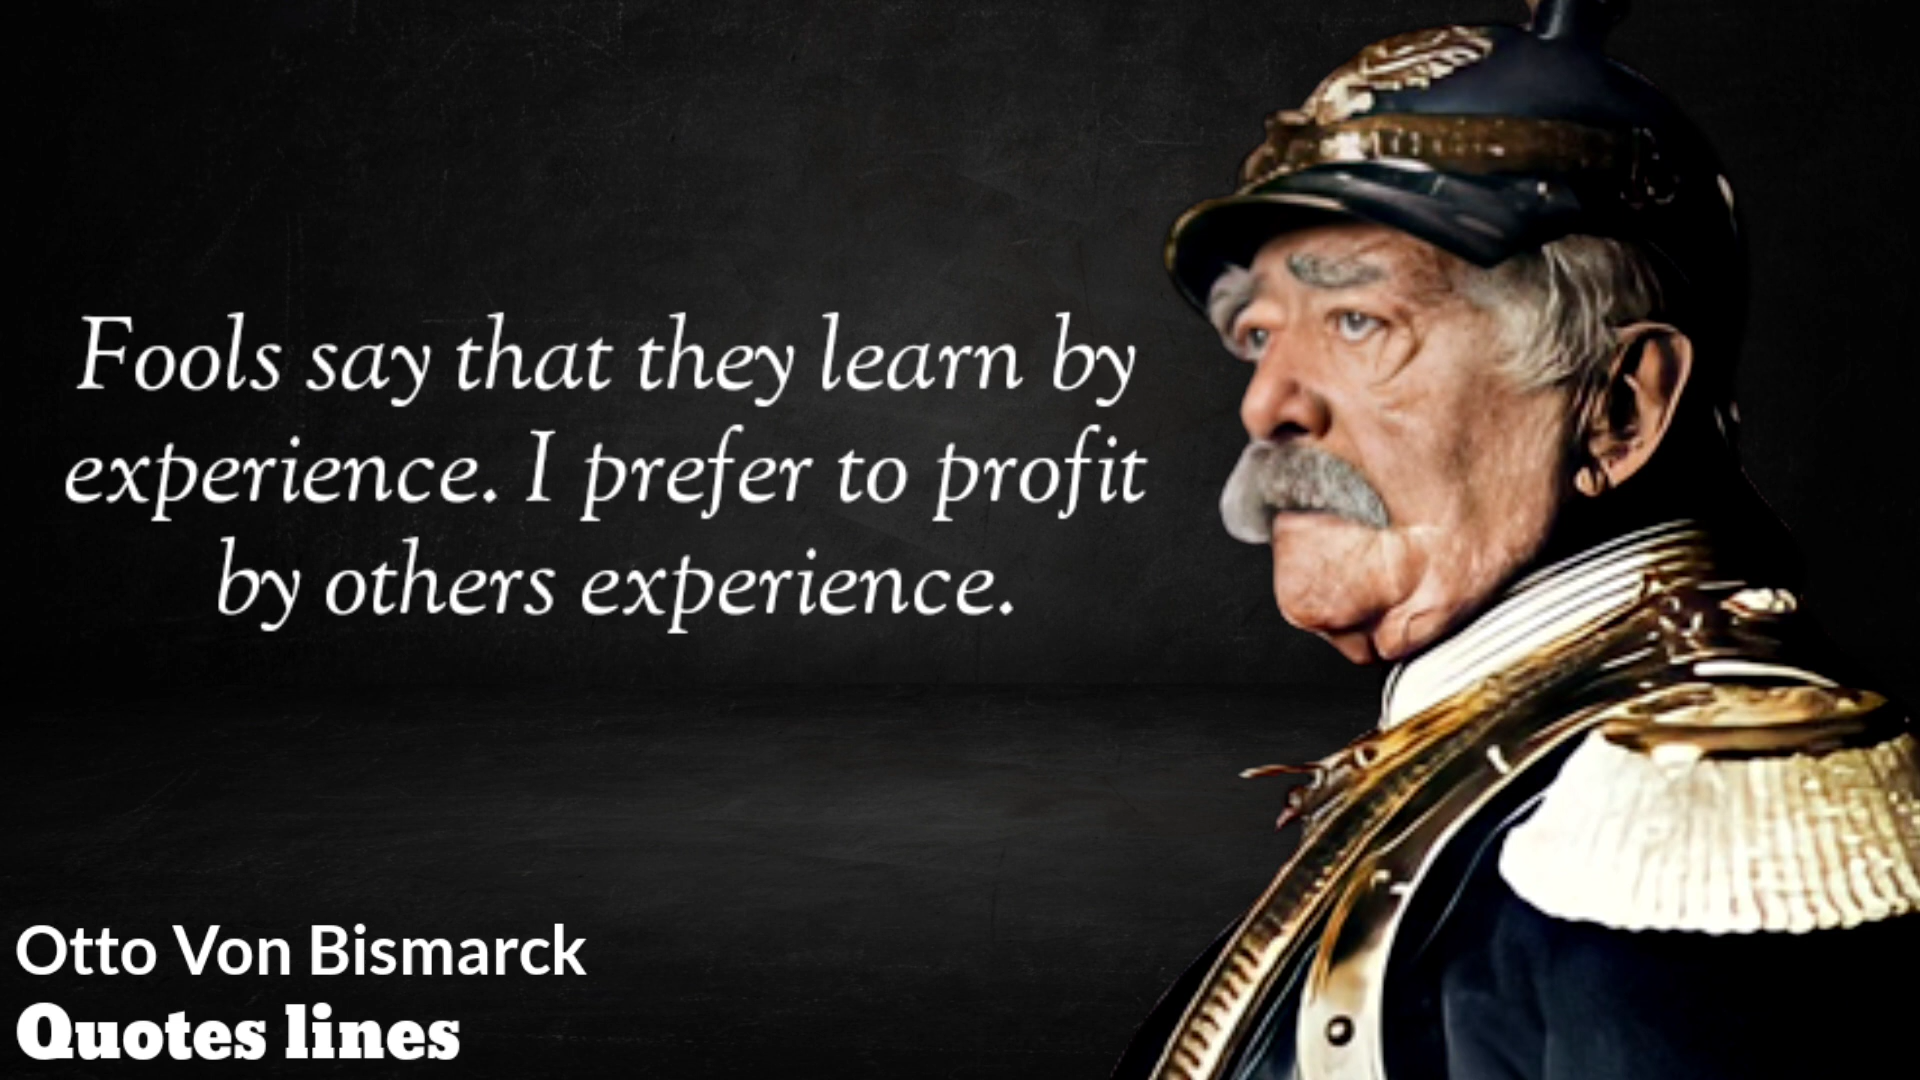 Fools say that they learn by
experience. I prefer to profit
by others experience.
Otto Von Bismarck
Quotes lines